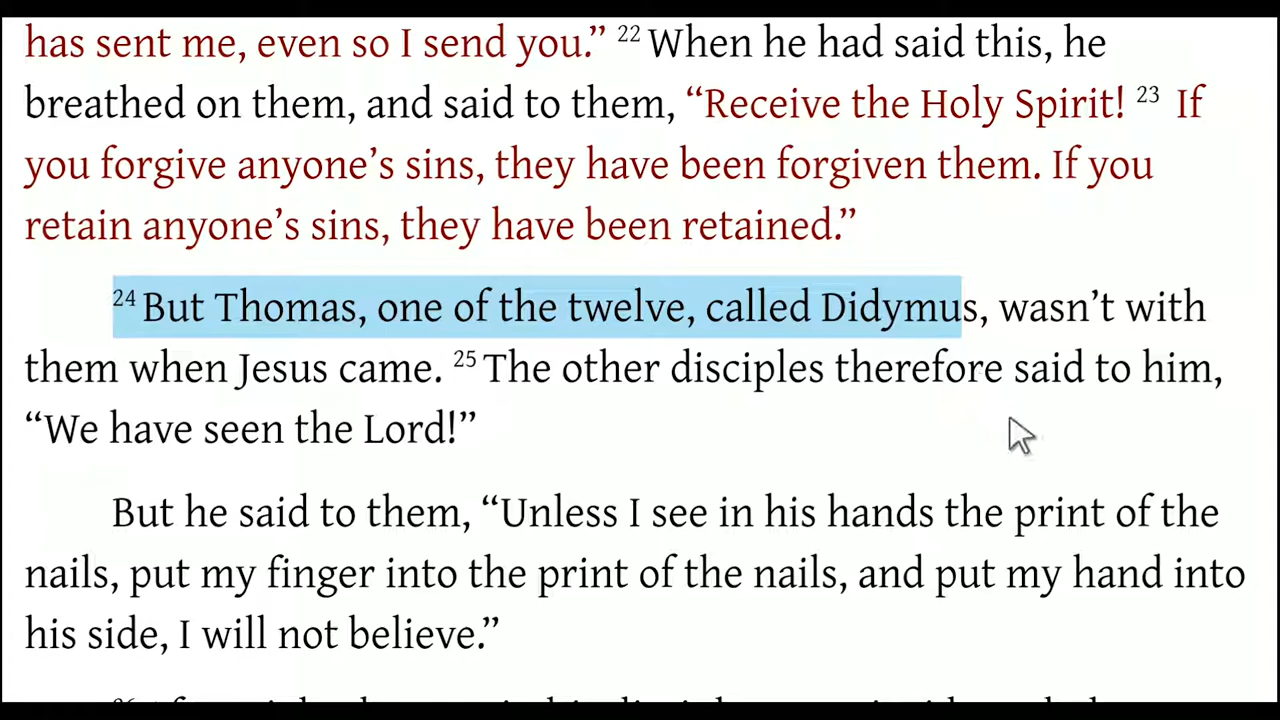 has sent me, even so I send you.” 22 When he had said this, he
breathed on them, and said to them, “Receive the Holy Spirit! 23 If
you forgive anyone’s sins, they have been forgiven them. If you
retain anyone’s sins, they have been retained.”
24 But Thomas, one of the twelve, called Didymus, wasn’t with
them when Jesus came. 25 The other disciples therefore said to him,
“We have seen the Lord!”
But he said to them, “Unless I see in his hands the print of the
nails, put my finger into the print of the nails, and put my hand into
his side, I will not believe.”